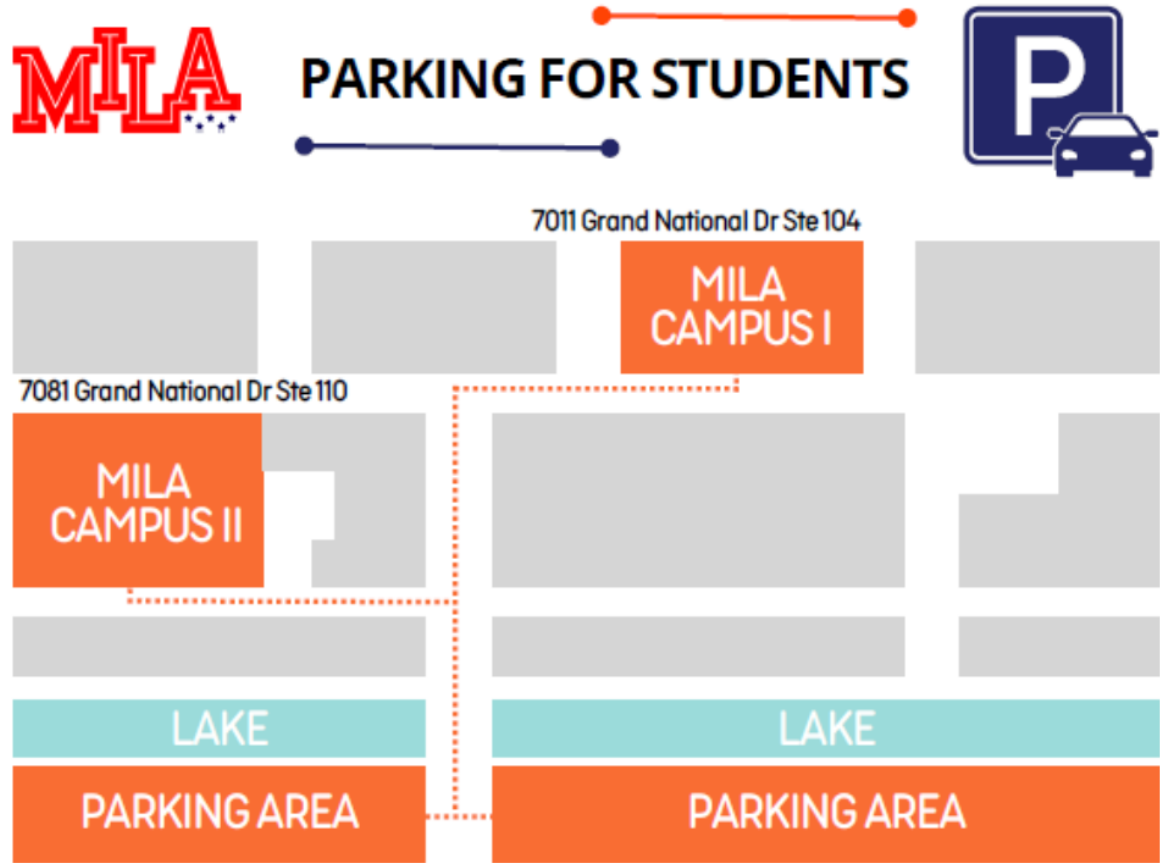 MILA
PARKING FOR STUDENTS
P
7011 Grand National Dr Ste 104
MILA
CAMPUS I
7081 Grand National Dr Ste 110
MILA
CAMPUS II
LAKE
LAKE
PARKING AREA
PARKING AREA